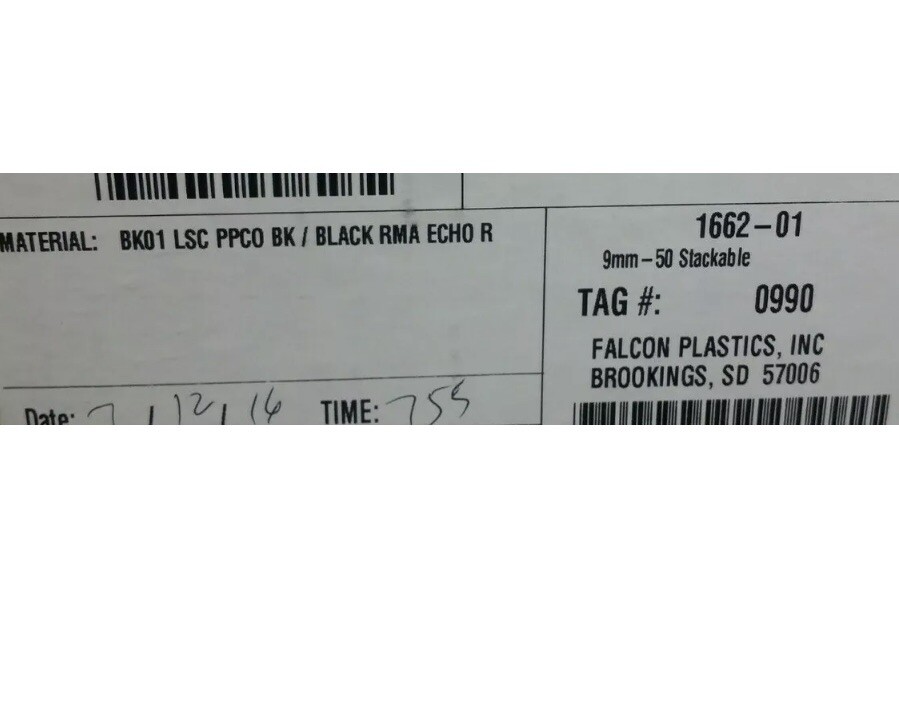 MATERIAL: BK01 LSC PPCO BK / BLACK RMA ECHO R
1662-01
9mm-50 Stackable
TAG #: 0990
FALCON PLASTICS, INC
BROOKINGS, SD 57006
Date: 7 / 12 / 16 TIME: 755